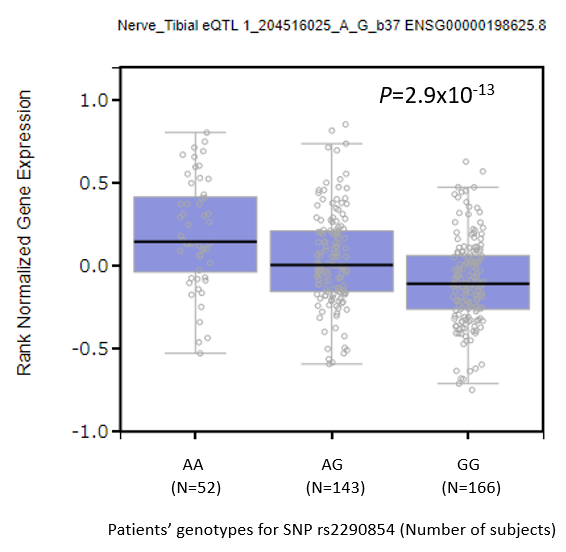 Nerve_Tibial eQTL 1_204516025_A_G_b37 ENSG00000198625.8
P=2.9x10-13
Rank Normalized Gene Expression
1.0
0.5
0.0
-0.5
-1.0
AA AG GG
(N=52) (N=143) (N=166)
Patients’ genotypes for SNP rs2290854 (Number of subjects)